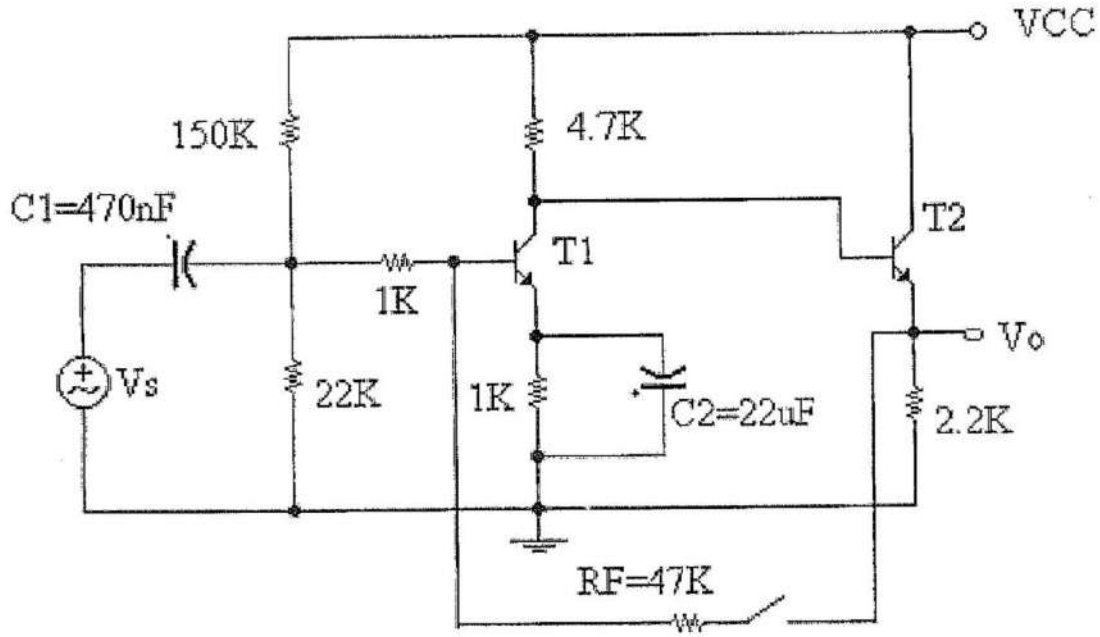 VCC
150K
4.7K
C1=470nF
T2
T1
1K
Vo
Vs
22K
1K
C2=22uF
2.2K
RF=47K